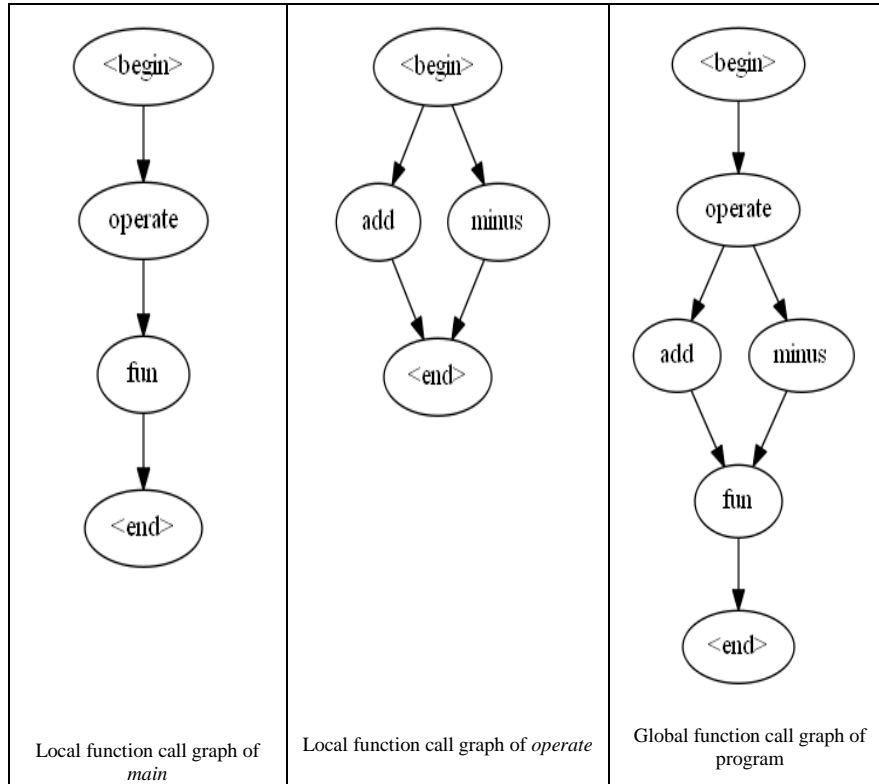 <begin>
operate
fun
<end>
Local function call graph of
main
<begin>
add minus
<end>
Local function call graph of operate
<begin>
operate
add minus
fun
<end>
Global function call graph of
program